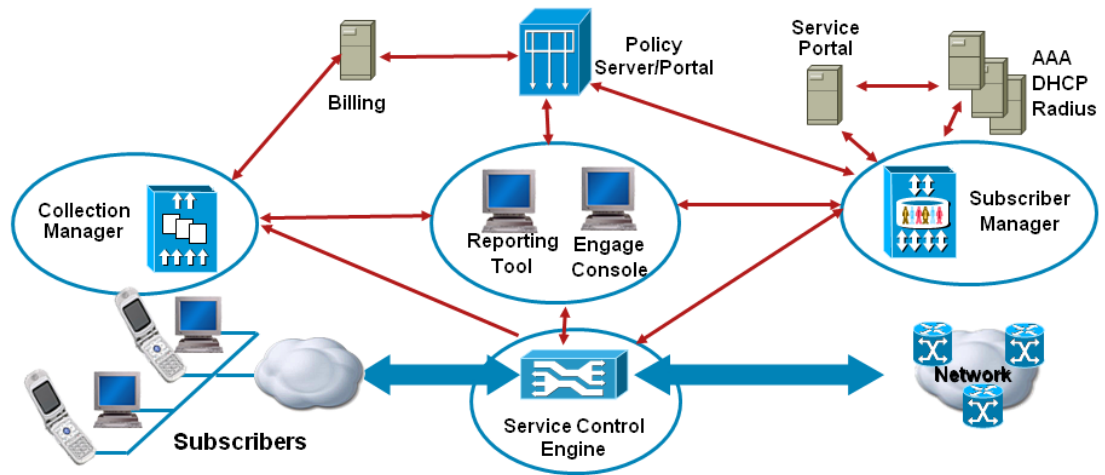 Billing
Policy
Server/Portal
Service
Portal
AAA
DHCP
Radius
Collection
Manager
Reporting
Tool
Engage
Console
Subscriber
Manager
Subscribers
Service Control
Engine
Network